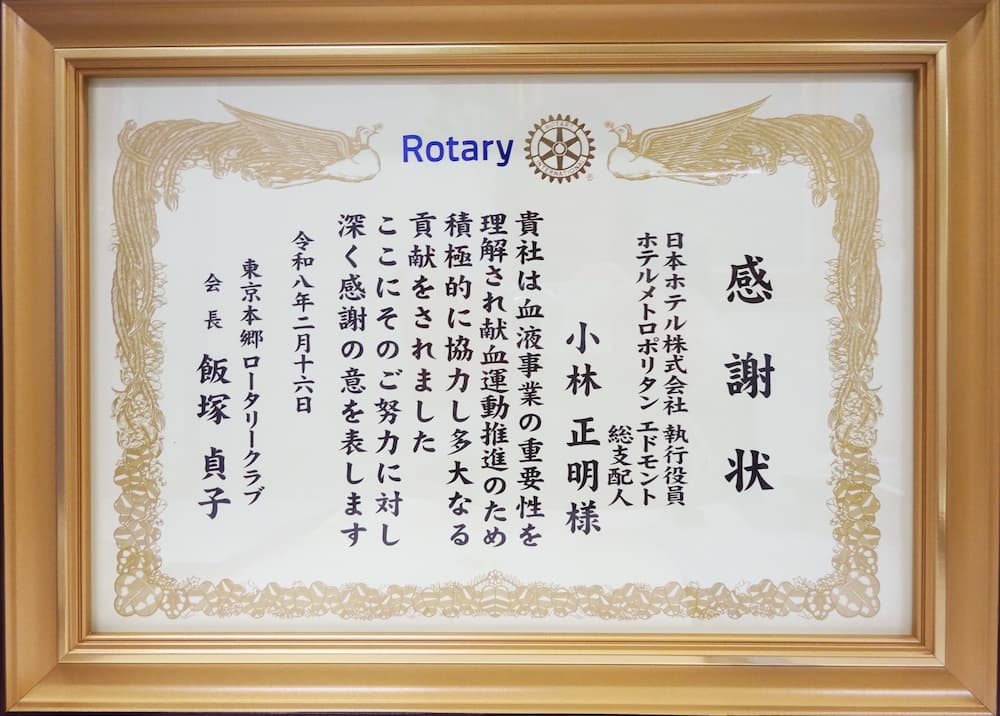 Rotary
ROTARY INTERNATIONAL
感謝状
日本ホテル株式会社 執行役員
ホテルメトロポリタン エドモント
総支配人
小林 正明様
貴社は血液事業の重要性を
理解され献血運動推進のため
積極的に協力し多大なる
貢献をされました
ここにそのご努力に対し
深く感謝の意を表します
令和八年二月十六日
東京本郷ロータリークラブ
会長 飯塚 貞子